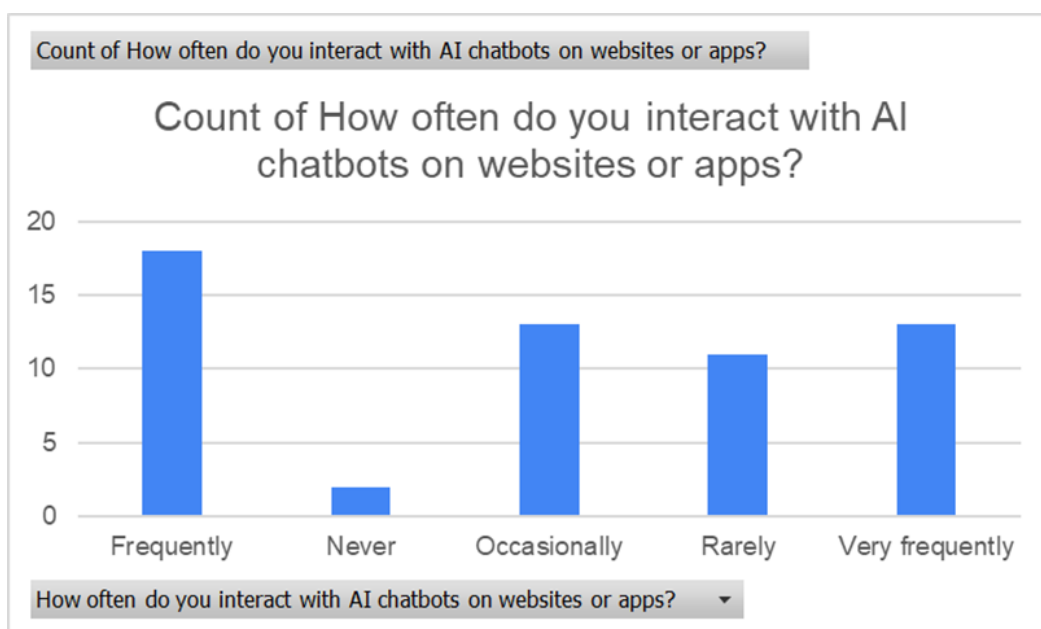 Count of How often do you interact with AI chatbots on websites or apps?
Count of How often do you interact with AI
chatbots on websites or apps?
20
15
10
5
0
Frequently
Never
Occasionally
Rarely
Very frequently
How often do you interact with AI chatbots on websites or apps?